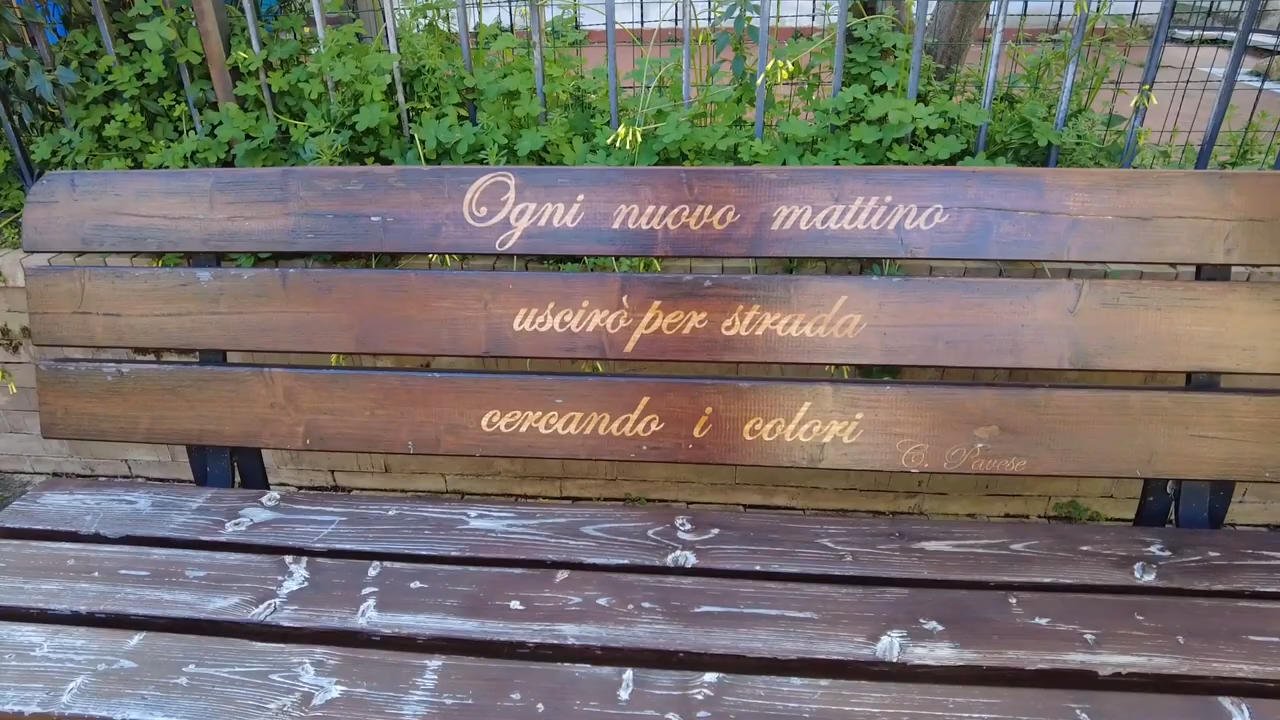 Ogni nuovo mattino
uscirò per strada
cercando i colori
C. Pavese